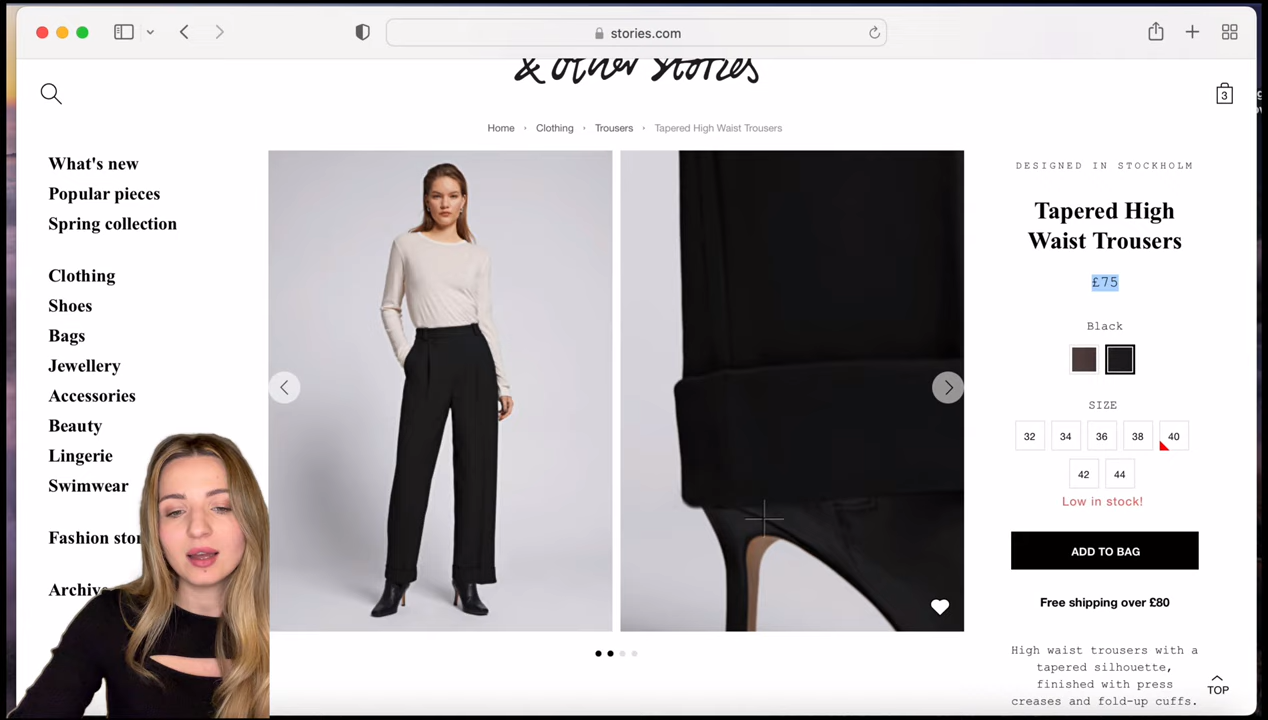 stories.com
& Other Stories
3
Home › Clothing › Trousers › Tapered High Waist Trousers
What's new
Popular pieces
Spring collection
Clothing
Shoes
Bags
Jewellery
Accessories
Beauty
Lingerie
Swimwear
Fashion
DESIGNED IN STOCKHOLM
Tapered High
Waist Trousers
£75
Black
SIZE
32 34 36 38 40
42 44
Low in stock!
ADD TO BAG
Free shipping over £80
High waist trousers with a
tapered silhouette,
finished with press
creases and fold-up cuffs.
TOP